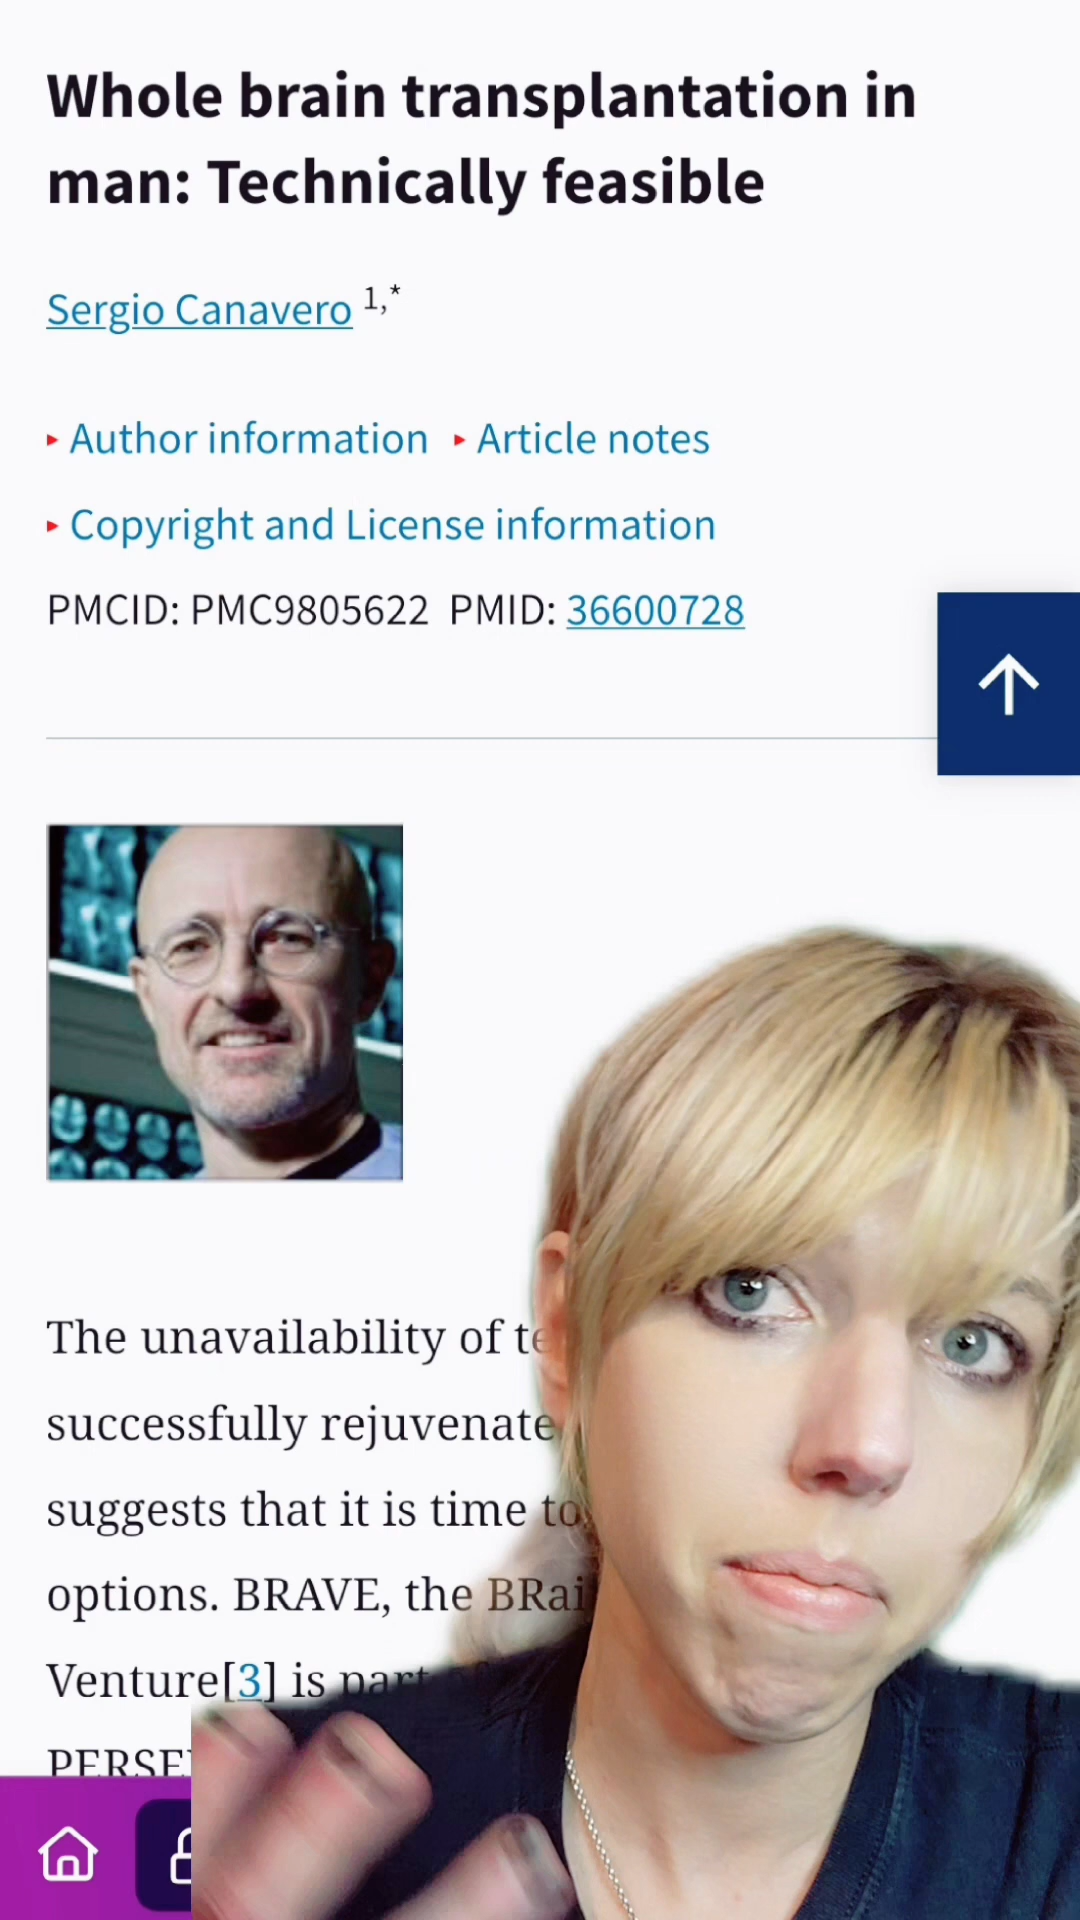 Whole brain transplantation in
man: Technically feasible
Sergio Canavero 1,*
▸ Author information ▸ Article notes
▸ Copyright and License information
PMCID: PMC9805622 PMID: 36600728
The unavailability of
successfully rejuvenate
suggests that it is time to
options. BRAVE, the
Venture[3] is part